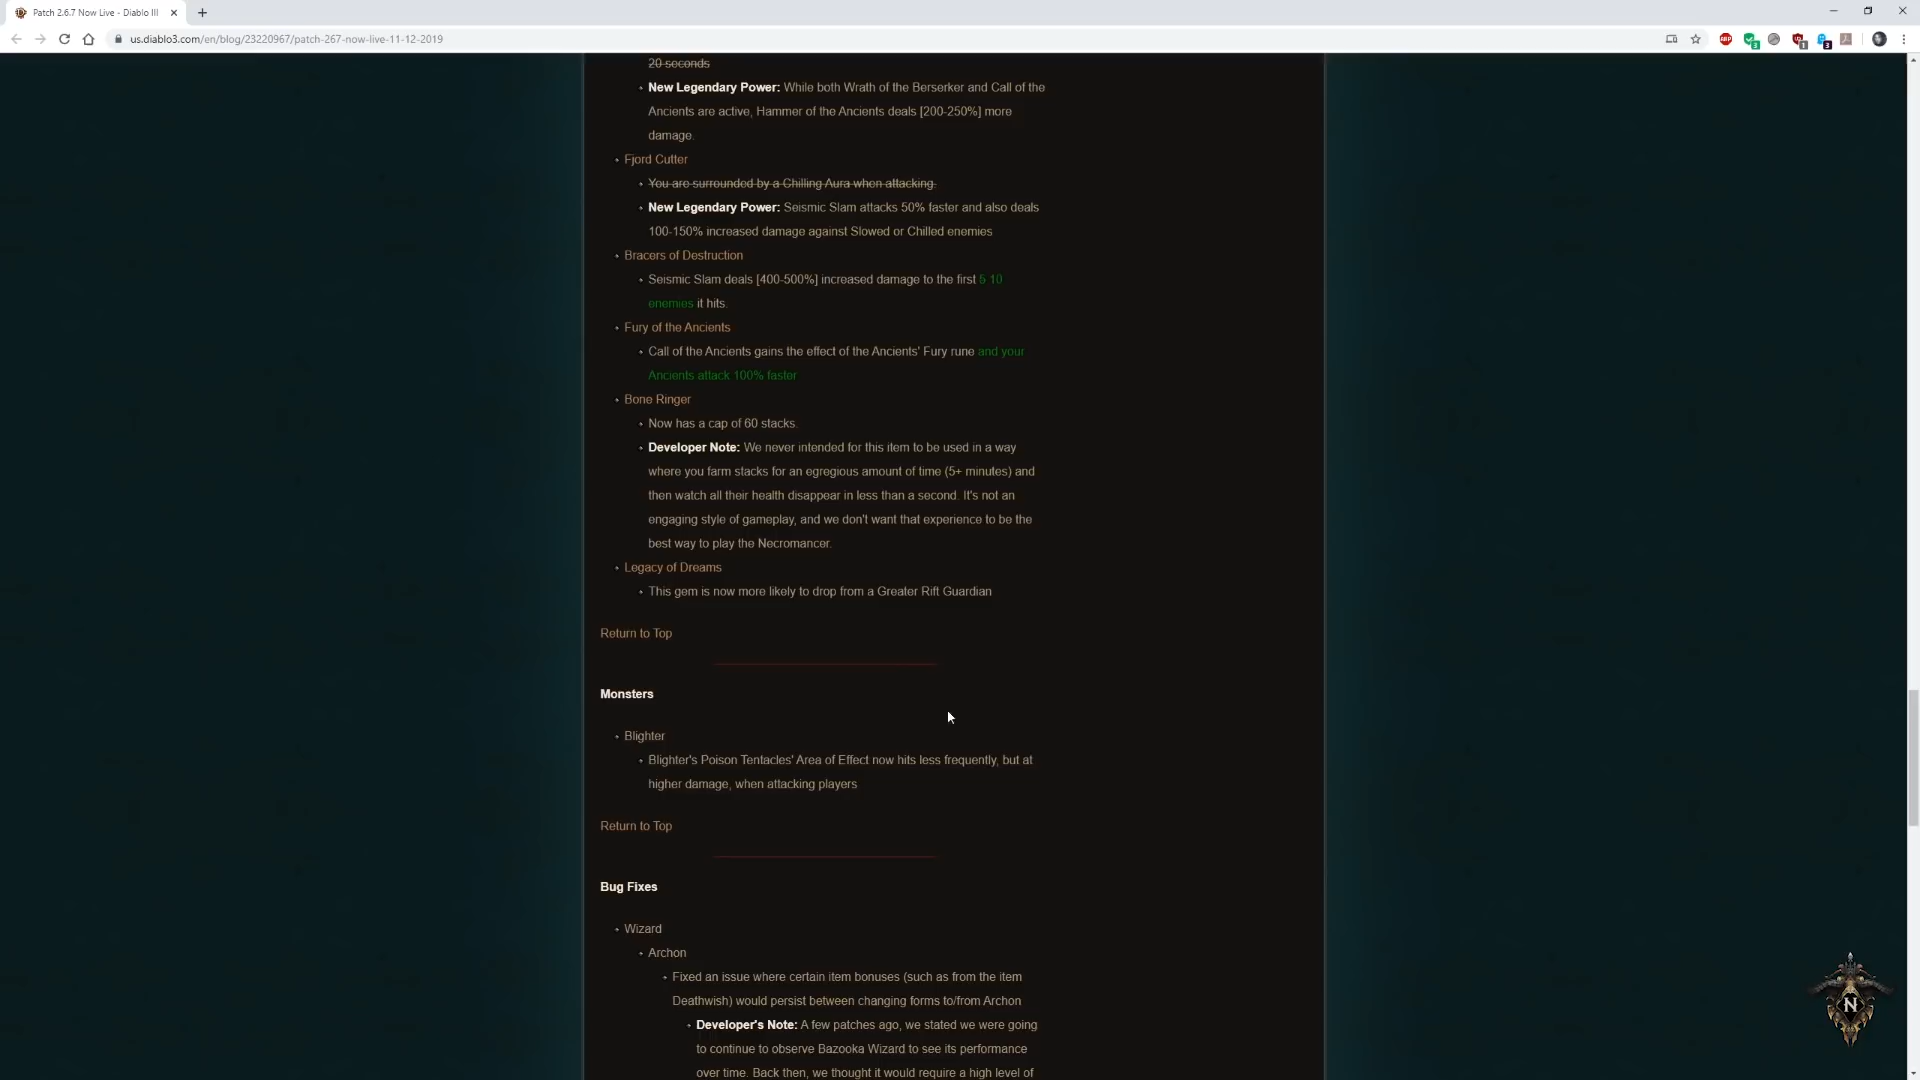 Patch 2.6.7 Now Live - Diablo III
us.diablo3.com/en/blog/23220967/patch-267-now-live-11-12-2019
20 seconds
New Legendary Power: While both Wrath of the Berserker and Call of the
Ancients are active, Hammer of the Ancients deals [200-250%] more
damage.
Fjord Cutter
You are surrounded by a Chilling Aura when attacking.
New Legendary Power: Seismic Slam attacks 50% faster and also deals
100-150% increased damage against Slowed or Chilled enemies
Bracers of Destruction
Seismic Slam deals [400-500%] increased damage to the first 5 10
enemies it hits.
Fury of the Ancients
Call of the Ancients gains the effect of the Ancients' Fury rune and your
Ancients attack 100% faster
Bone Ringer
Now has a cap of 60 stacks.
Developer Note: We never intended for this item to be used in a way
where you farm stacks for an egregious amount of time (5+ minutes) and
then watch all their health disappear in less than a second. It's not an
engaging style of gameplay, and we don't want that experience to be the
best way to play the Necromancer.
Legacy of Dreams
This gem is now more likely to drop from a Greater Rift Guardian
Return to Top
Monsters
Blighter
Blighter's Poison Tentacles' Area of Effect now hits less frequently, but at
higher damage, when attacking players
Return to Top
Bug Fixes
Wizard
Archon
Fixed an issue where certain item bonuses (such as from the item
Deathwish) would persist between changing forms to/from Archon
Developer's Note: A few patches ago, we stated we were going
to continue to observe Bazooka Wizard to see its performance
over time. Back then, we thought it would require a high level of
N